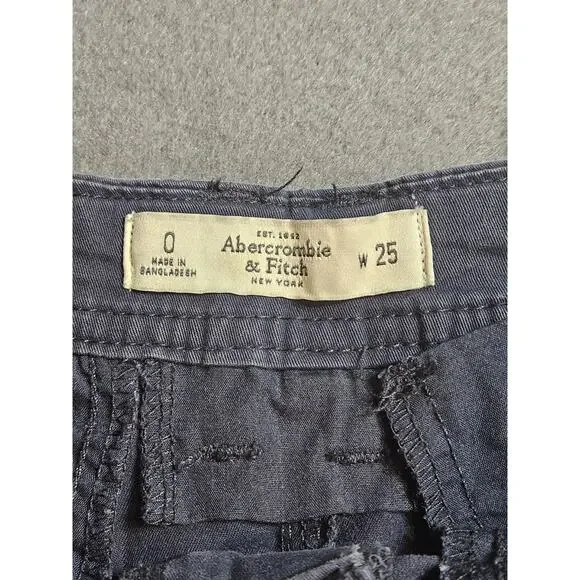 0
MADE IN
BANGLADESH
EST. 1892
Abercrombie
& Fitch
NEW YORK
W 25